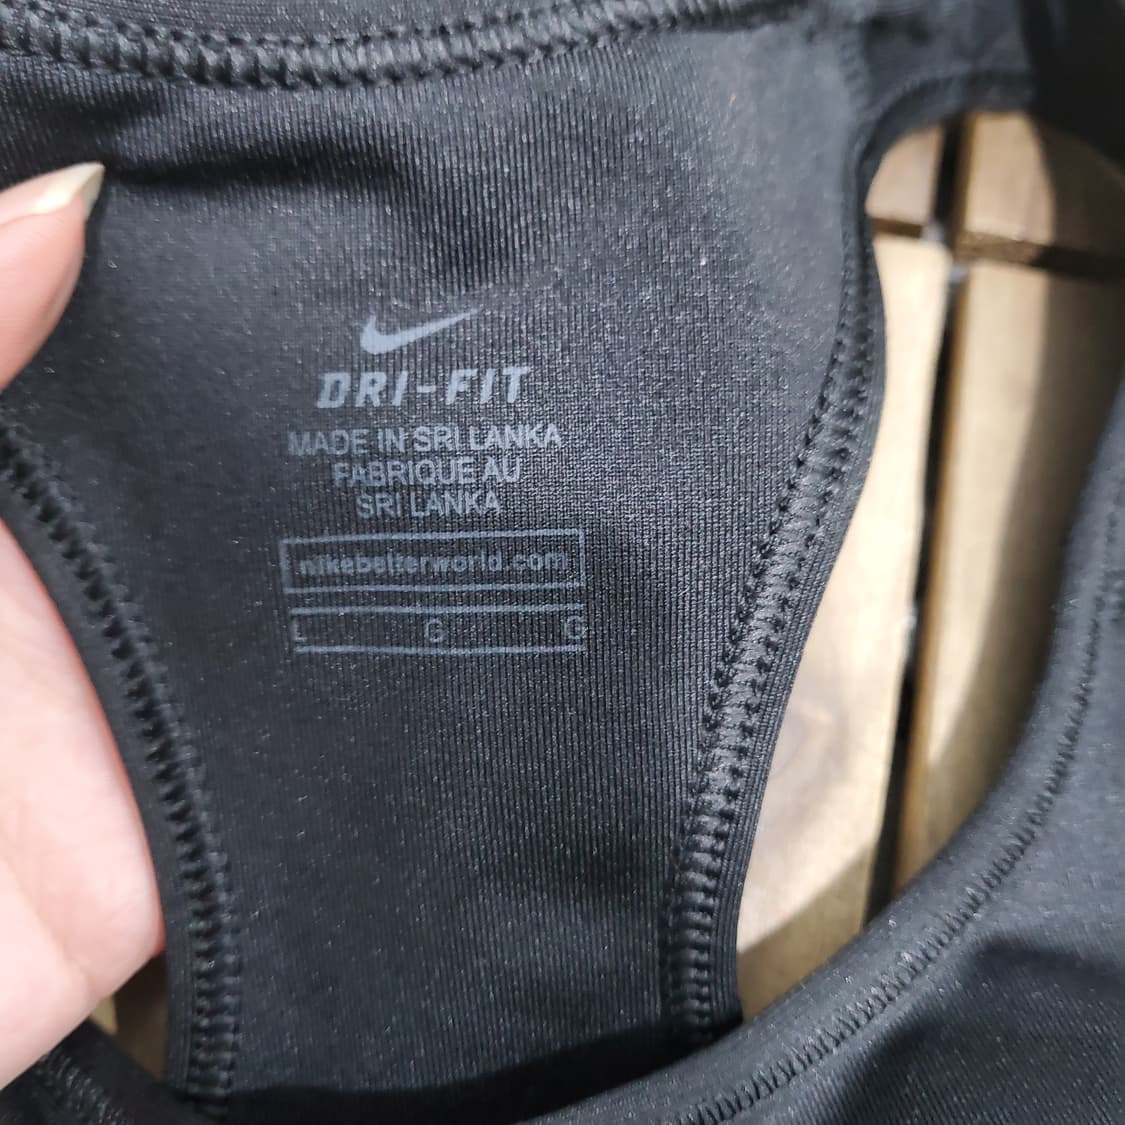 DRI-FIT
MADE IN SRI LANKA
FABRIQUE AU
SRI LANKA
nikebetterworld.com
L G G